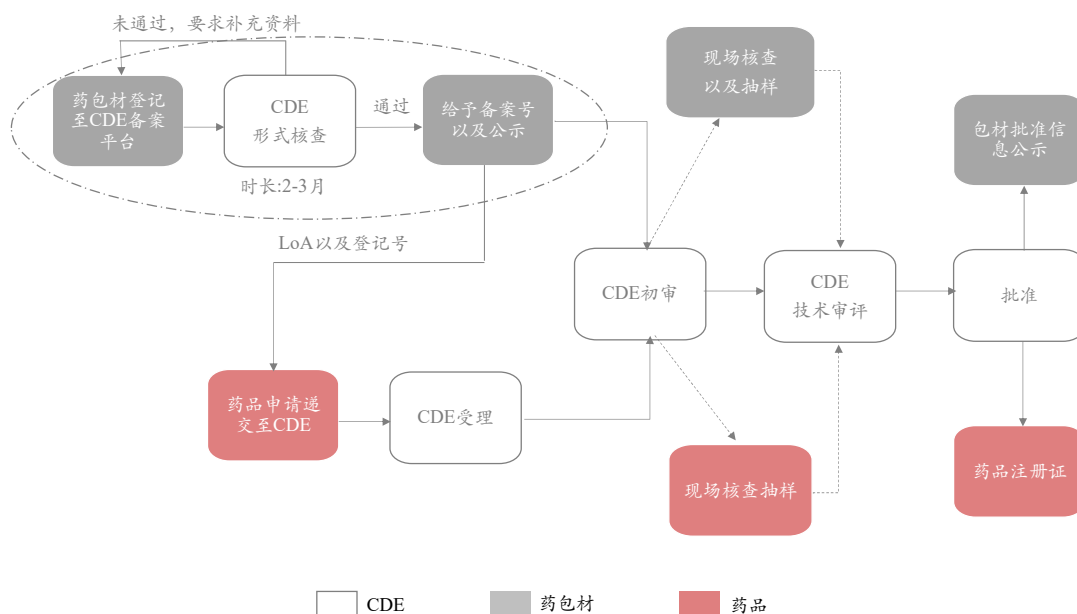 未通过，要求补充资料
药包材登记
至CDE备案
平台
CDE
形式核查
通过
给予备案号
以及公示
时长:2-3月
现场核查
以及抽样
包材批准信
息公示
LoA以及登记号
CDE初审
CDE
技术审评
批准
药品申请递
交至CDE
CDE受理
现场核查抽样
药品注册证
CDE
药包材
药品